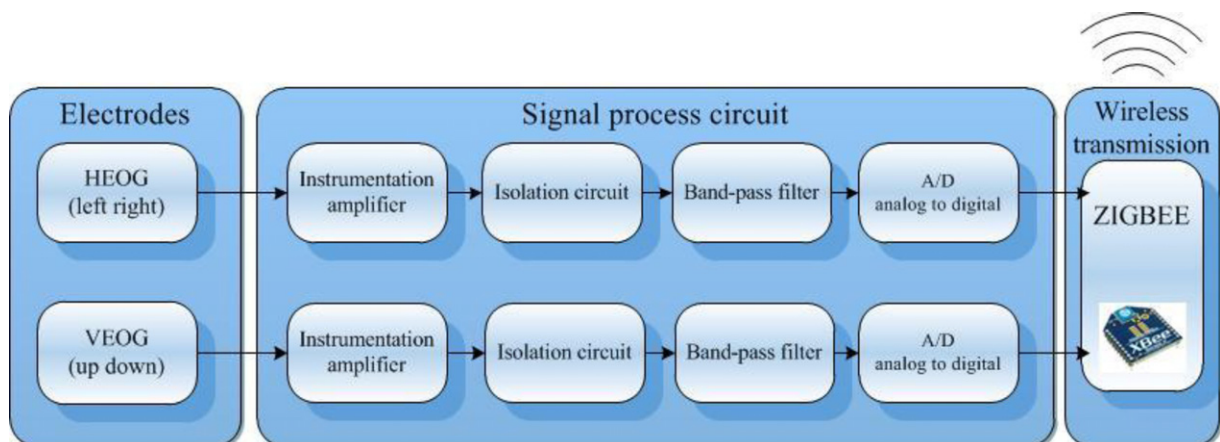 Electrodes
HEOG
(left right)
VEOG
(up down)
Signal process circuit
Instrumentation
amplifier
Isolation circuit
Band-pass filter
A/D
analog to digital
Instrumentation
amplifier
Isolation circuit
Band-pass filter
A/D
analog to digital
Wireless
transmission
ZIGBEE
XBee